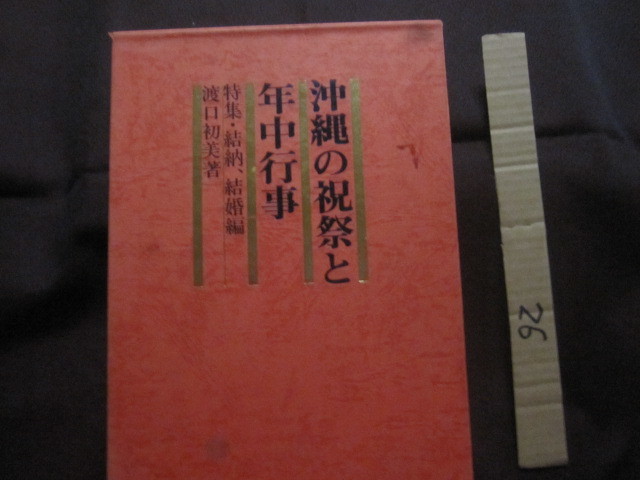 沖縄の祝祭と
年中行事
特集・結納、結婚編
渡口初美著
26